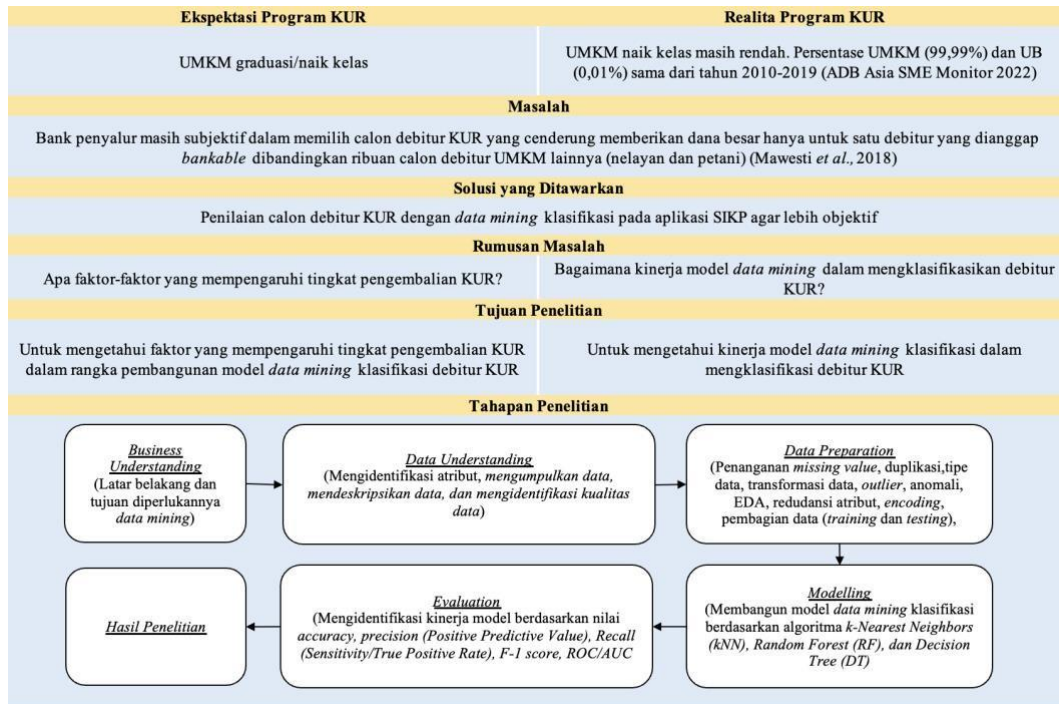 Ekspektasi Program KUR
Realita Program KUR
UMKM graduasi/naik kelas
UMKM naik kelas masih rendah. Persentase UMKM (99,99%) dan UB
(0,01%) sama dari tahun 2010-2019 (ADB Asia SME Monitor 2022)
Masalah
Bank penyalur masih subjektif dalam memilih calon debitur KUR yang cenderung memberikan dana besar hanya untuk satu debitur yang dianggap
bankable dibandingkan ribuan calon debitur UMKM lainnya (nelayan dan petani) (Mawesti et al., 2018)
Solusi yang Ditawarkan
Penilaian calon debitur KUR dengan data mining klasifikasi pada aplikasi SIKP agar lebih objektif
Rumusan Masalah
Apa faktor-faktor yang mempengaruhi tingkat pengembalian KUR?
Bagaimana kinerja model data mining dalam mengklasifikasikan debitur
KUR?
Tujuan Penelitian
Untuk mengetahui faktor yang mempengaruhi tingkat pengembalian KUR
dalam rangka pembangunan model data mining klasifikasi debitur KUR
Untuk mengetahui kinerja model data mining klasifikasi dalam
mengklasifikasi debitur KUR
Tahapan Penelitian
Business
Understanding
(Latar belakang dan
tujuan diperlukannya
data mining)
Data Understanding
(Mengidentifikasi atribut, mengumpulkan data,
mendeskripsikan data, dan mengidentifikasi kualitas
data)
Data Preparation
(Penanganan missing value, duplikasi,tipe
data, transformasi data, outlier, anomali,
EDA, redudansi atribut, encoding,
pembagian data (training dan testing),
Modelling
(Membangun model data mining klasifikasi
berdasarkan algoritma k-Nearest Neighbors
(kNN), Random Forest (RF), dan Decision
Tree (DT)
Evaluation
(Mengidentifikasi kinerja model berdasarkan nilai
accuracy, precision (Positive Predictive Value), Recall
(Sensitivity/True Positive Rate), F-1 score, ROC/AUC
Hasil Penelitian